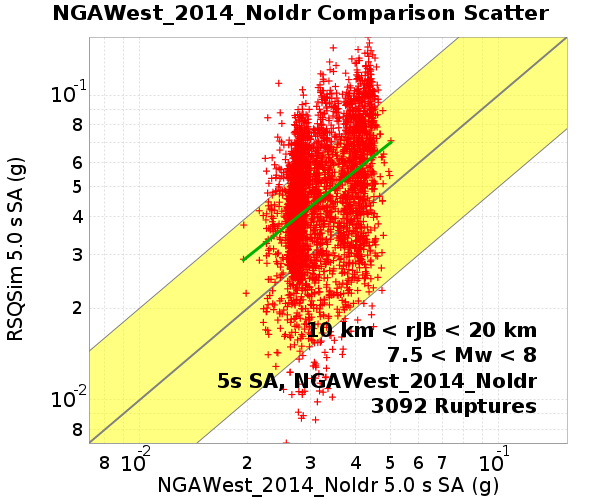 NGAWest_2014_NoIdr Comparison Scatter
RSQSim 5.0 s SA (g)
10^-1
8
6
5
4
3
2
10^-2
8
10 km < rJB < 20 km
7.5 < Mw < 8
5s SA, NGAWest_2014_NoIdr
3092 Ruptures
8 10^-2 2 3 4 5 6 7 10^-1
NGAWest_2014_NoIdr 5.0 s SA (g)